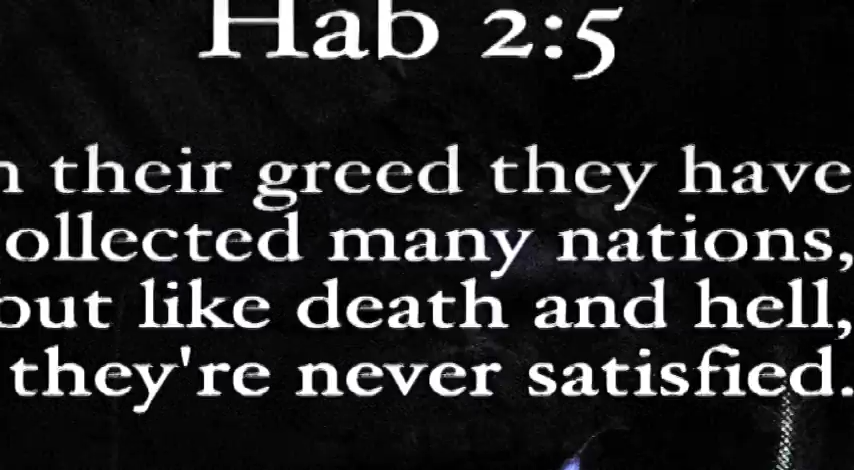 Hab 2:5
n their greed they have
ollected many nations,
but like death and hell,
they're never satisfied.